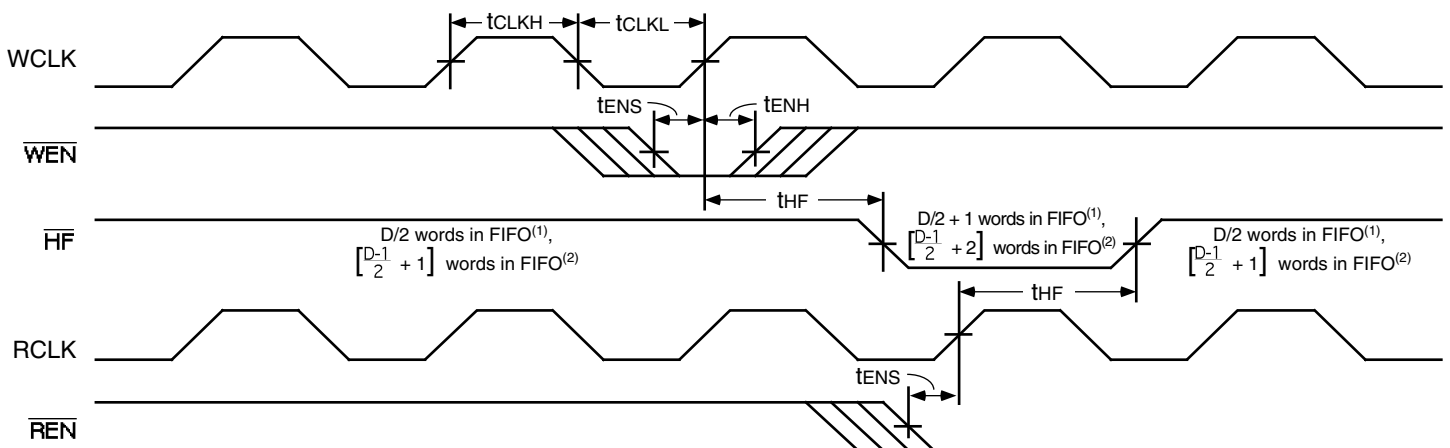 tCLKH
tCLKL
WCLK
tENS
tENH
WEN
tHF
HF
D/2 words in FIFO(1),
[D-1/2 + 1] words in FIFO(2)
D/2 + 1 words in FIFO(1),
[D-1/2 + 2] words in FIFO(2)
D/2 words in FIFO(1),
[D-1/2 + 1] words in FIFO(2)
tHF
RCLK
tENS
REN